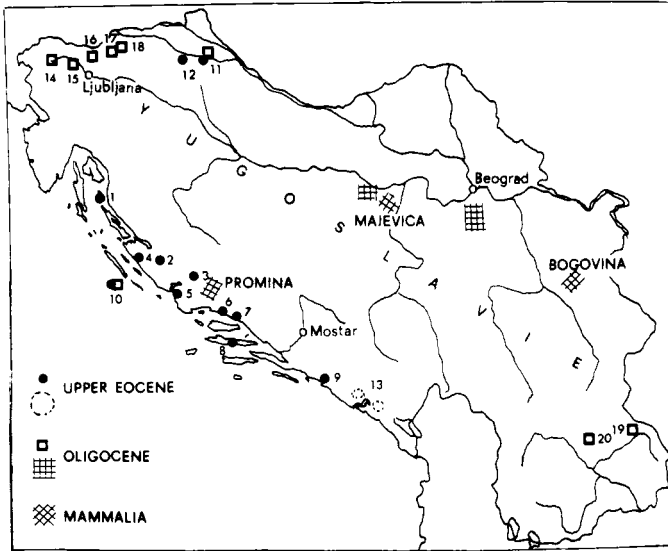 16 17 18
14 15 12 11
Ljubljana
YUGOSLAVIE
Beograd
MAJEVICA
1
BOGOVINA
4 2
3
PROMINA
10 5
6 7
Mostar
8
9 13
UPPER EOCENE
19
20
OLIGOCENE
MAMMALIA